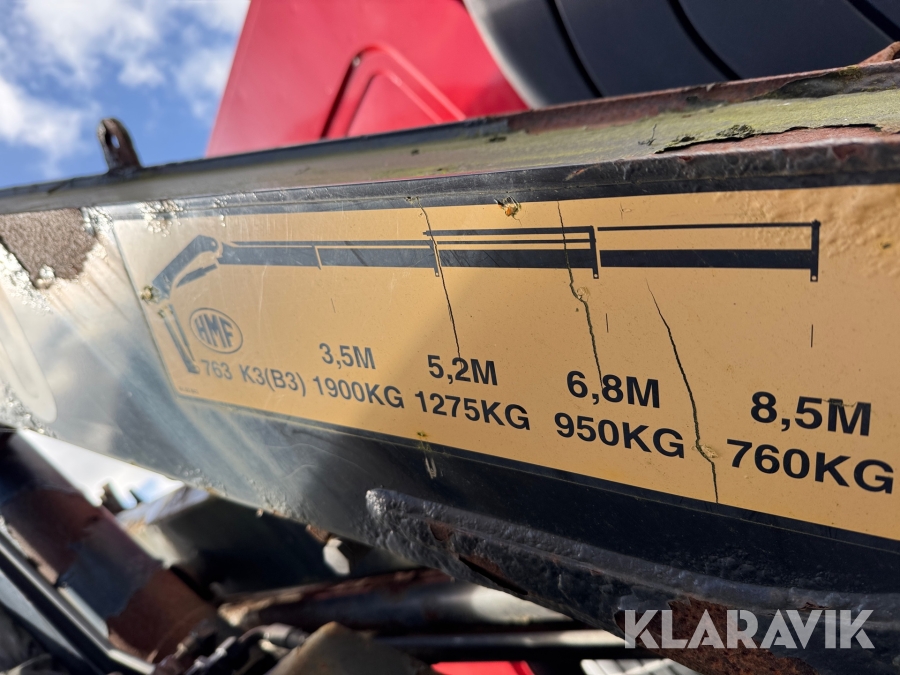 HMF
763 K3(B3)
3,5M
1900KG
5,2M
1275KG
6,8M
950KG
8,5M
760KG
KLARAVIK